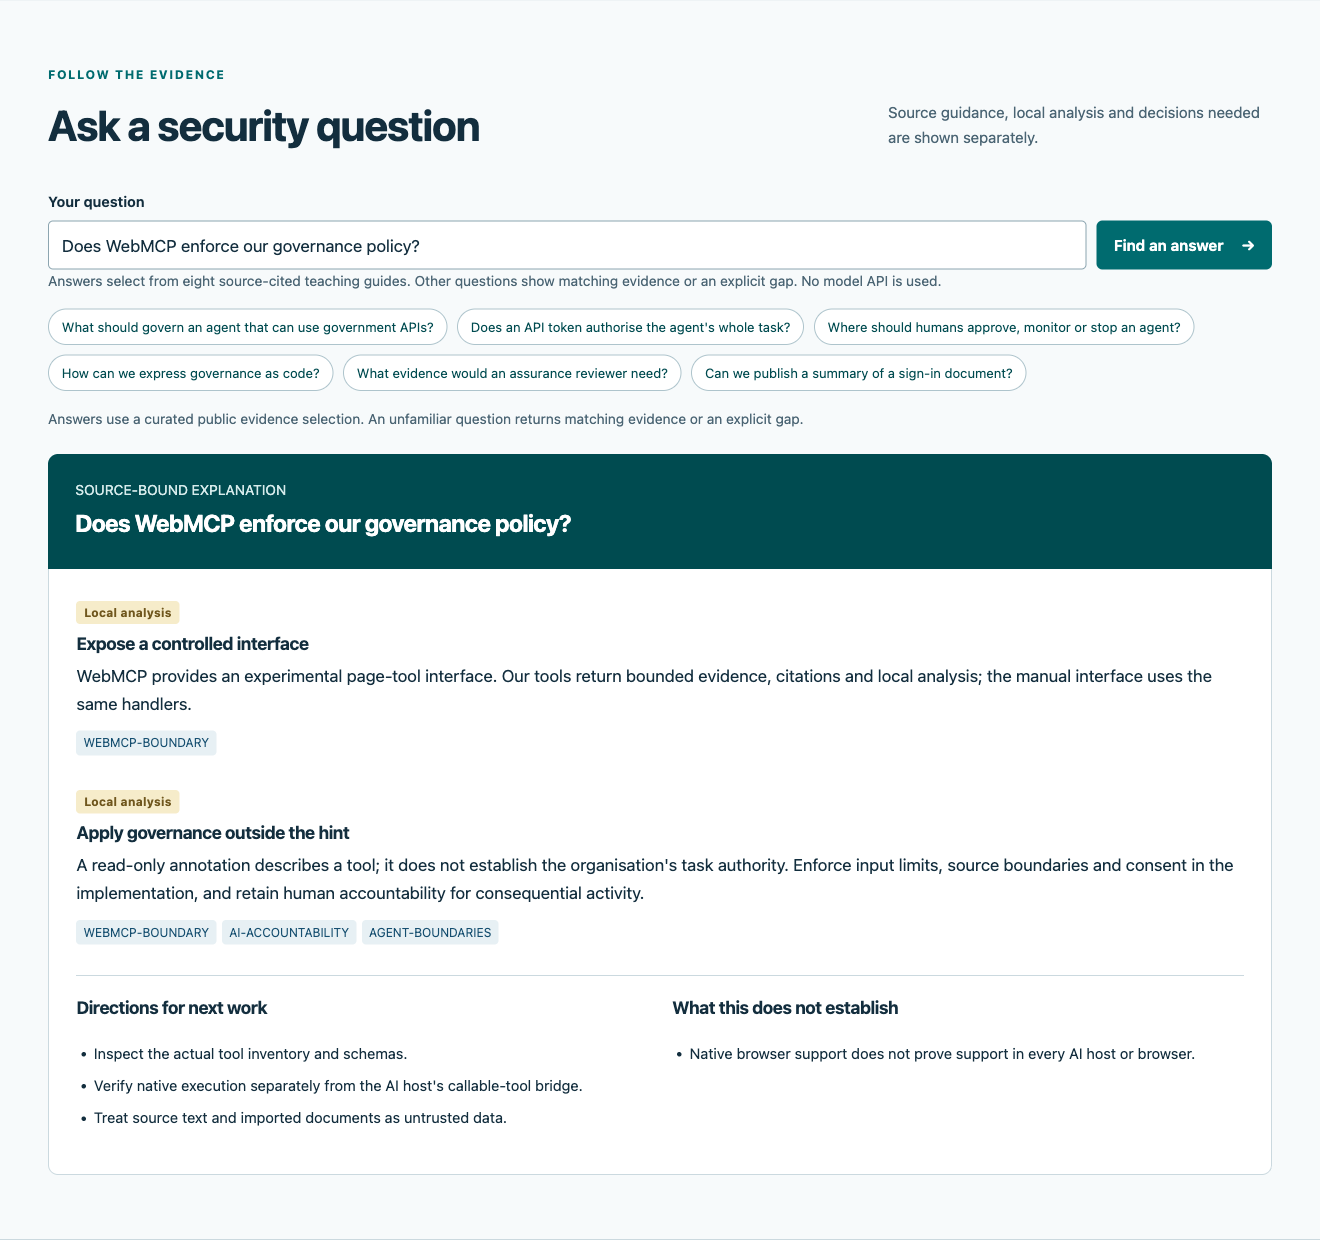 FOLLOW THE EVIDENCE
Ask a security question
Source guidance, local analysis and decisions needed
are shown separately.
Your question
Does WebMCP enforce our governance policy?
Find an answer →
Answers select from eight source-cited teaching guides. Other questions show matching evidence or an explicit gap. No model API is used.
What should govern an agent that can use government APIs?
Does an API token authorise the agent's whole task?
Where should humans approve, monitor or stop an agent?
How can we express governance as code?
What evidence would an assurance reviewer need?
Can we publish a summary of a sign-in document?
Answers use a curated public evidence selection. An unfamiliar question returns matching evidence or an explicit gap.
SOURCE-BOUND EXPLANATION
Does WebMCP enforce our governance policy?
Local analysis
Expose a controlled interface
WebMCP provides an experimental page-tool interface. Our tools return bounded evidence, citations and local analysis; the manual interface uses the
same handlers.
WEBMCP-BOUNDARY
Local analysis
Apply governance outside the hint
A read-only annotation describes a tool; it does not establish the organisation's task authority. Enforce input limits, source boundaries and consent in the
implementation, and retain human accountability for consequential activity.
WEBMCP-BOUNDARY
AI-ACCOUNTABILITY
AGENT-BOUNDARIES
Directions for next work
• Inspect the actual tool inventory and schemas.
• Verify native execution separately from the AI host's callable-tool bridge.
• Treat source text and imported documents as untrusted data.
What this does not establish
• Native browser support does not prove support in every AI host or browser.